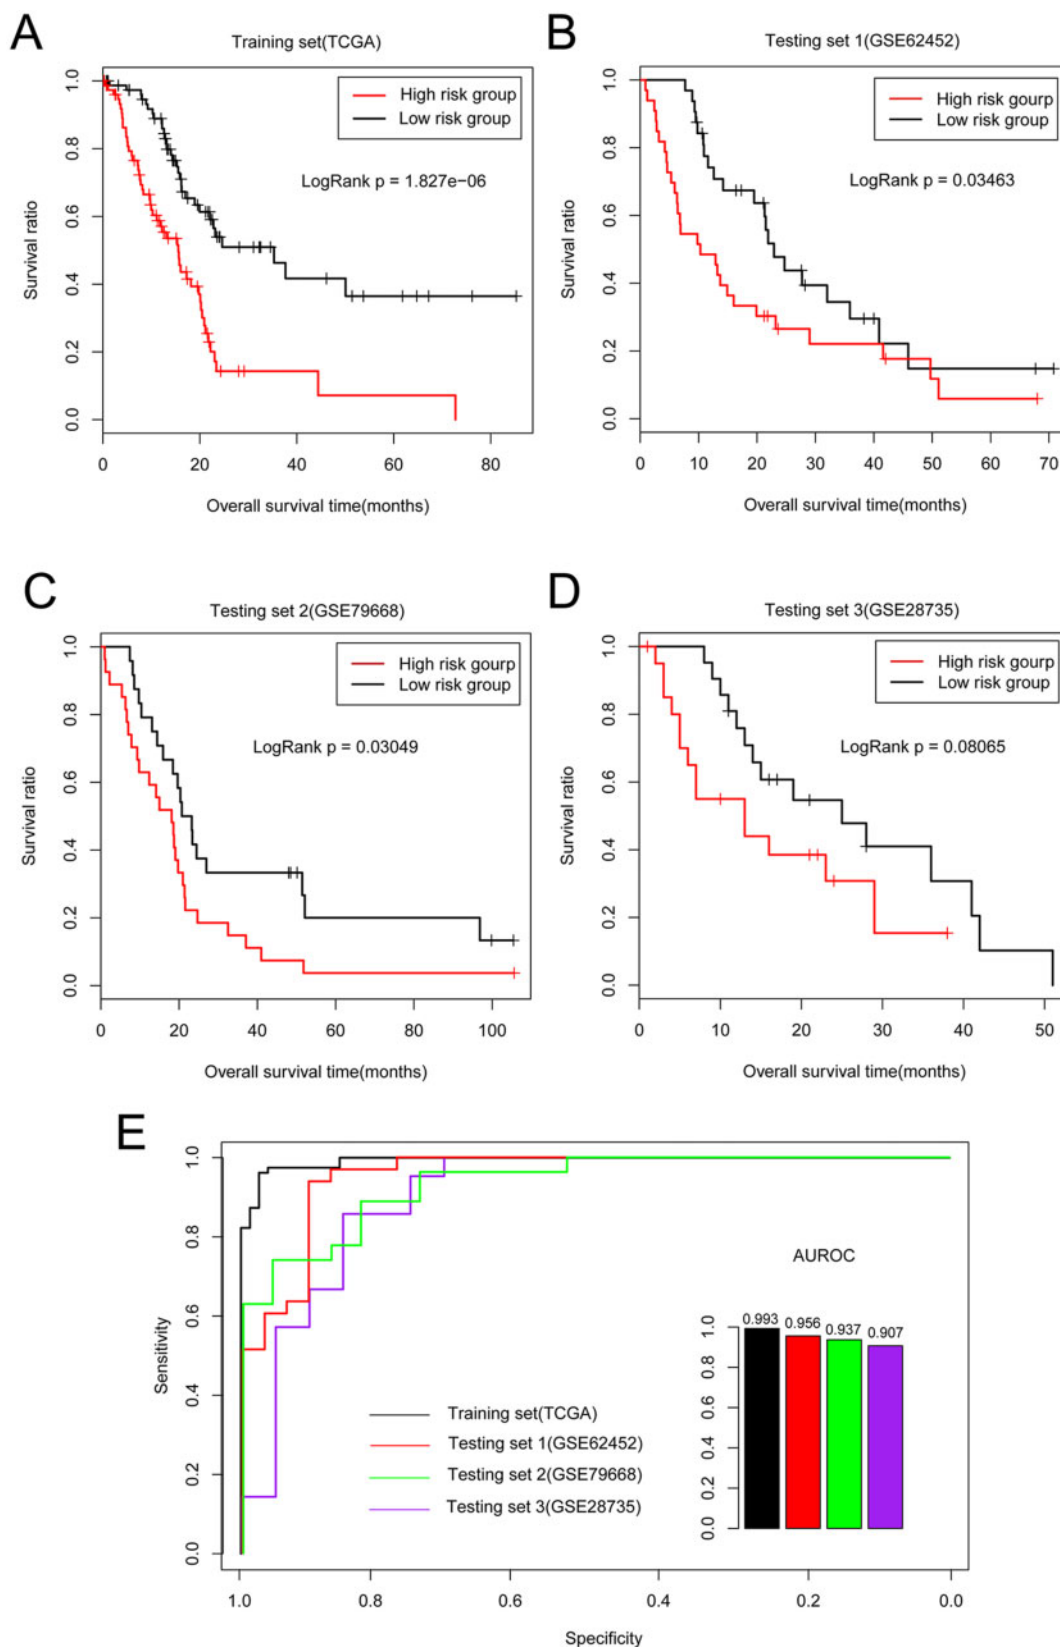 A
Training set(TCGA)
High risk group
Low risk group
LogRank p = 1.827e−06
Survival ratio
1.0
0.8
0.6
0.4
0.2
0.0
0 20 40 60 80
Overall survival time(months)
B
Testing set 1(GSE62452)
High risk gourp
Low risk group
LogRank p = 0.03463
Survival ratio
1.0
0.8
0.6
0.4
0.2
0.0
0 10 20 30 40 50 60 70
Overall survival time(months)
C
Testing set 2(GSE79668)
High risk gourp
Low risk group
LogRank p = 0.03049
Survival ratio
1.0
0.8
0.6
0.4
0.2
0.0
0 20 40 60 80 100
Overall survival time(months)
D
Testing set 3(GSE28735)
High risk gourp
Low risk group
LogRank p = 0.08065
Survival ratio
1.0
0.8
0.6
0.4
0.2
0.0
0 10 20 30 40 50
Overall survival time(months)
E
Sensitivity
1.0
0.8
0.6
0.4
0.2
0.0
AUROC
0.993 0.956 0.937 0.907
1.0
0.8
0.6
0.4
0.2
0.0
Training set(TCGA)
Testing set 1(GSE62452)
Testing set 2(GSE79668)
Testing set 3(GSE28735)
1.0 0.8 0.6 0.4 0.2 0.0
Specificity